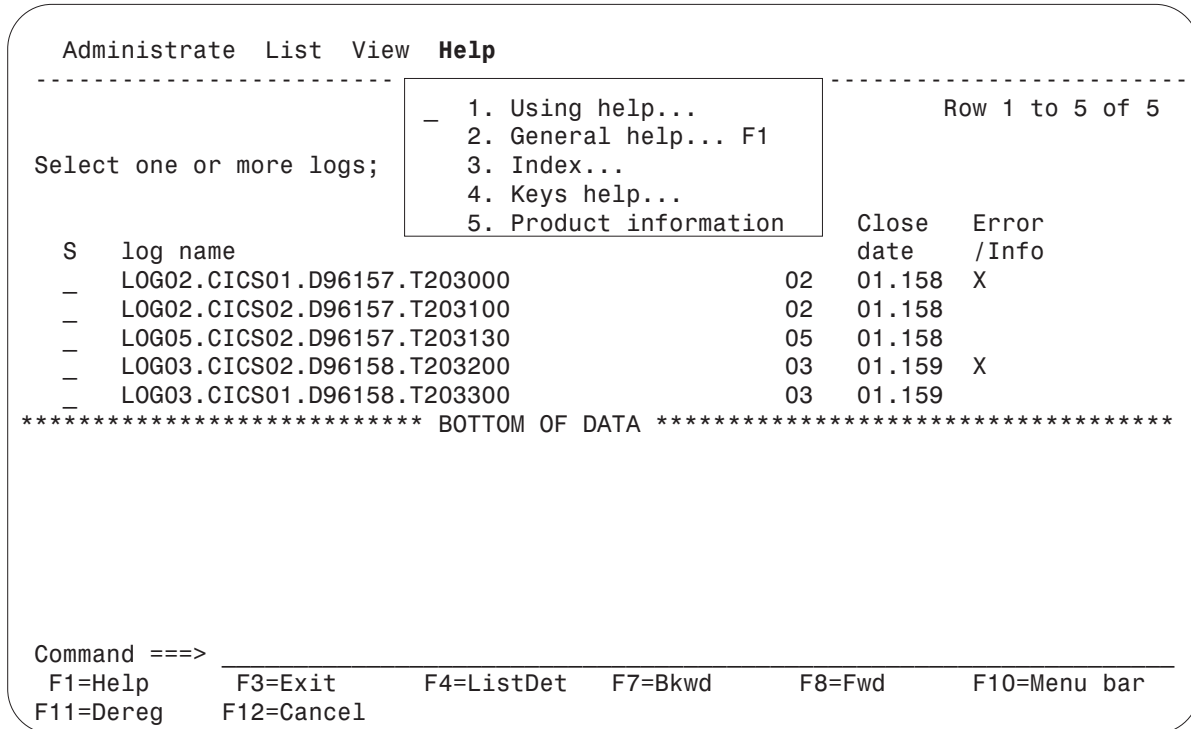 Administrate  List  View  Help
------------------------- -------------------------
_  1. Using help...                Row 1 to 5 of 5
2. General help... F1
Select one or more logs;  3. Index...
4. Keys help...
5. Product information     Close   Error
S   log name                       date    /Info
_   LOG02.CICS01.D96157.T203000    02   01.158  X
_   LOG02.CICS02.D96157.T203100    02   01.158
_   LOG05.CICS02.D96157.T203130    05   01.158
_   LOG03.CICS02.D96158.T203200    03   01.159  X
_   LOG03.CICS01.D96158.T203300    03   01.159
**************************** BOTTOM OF DATA ************************************
Command ===> __________________________________________________________________
F1=Help      F3=Exit      F4=ListDet   F7=Bkwd      F8=Fwd      F10=Menu bar
F11=Dereg    F12=Cancel